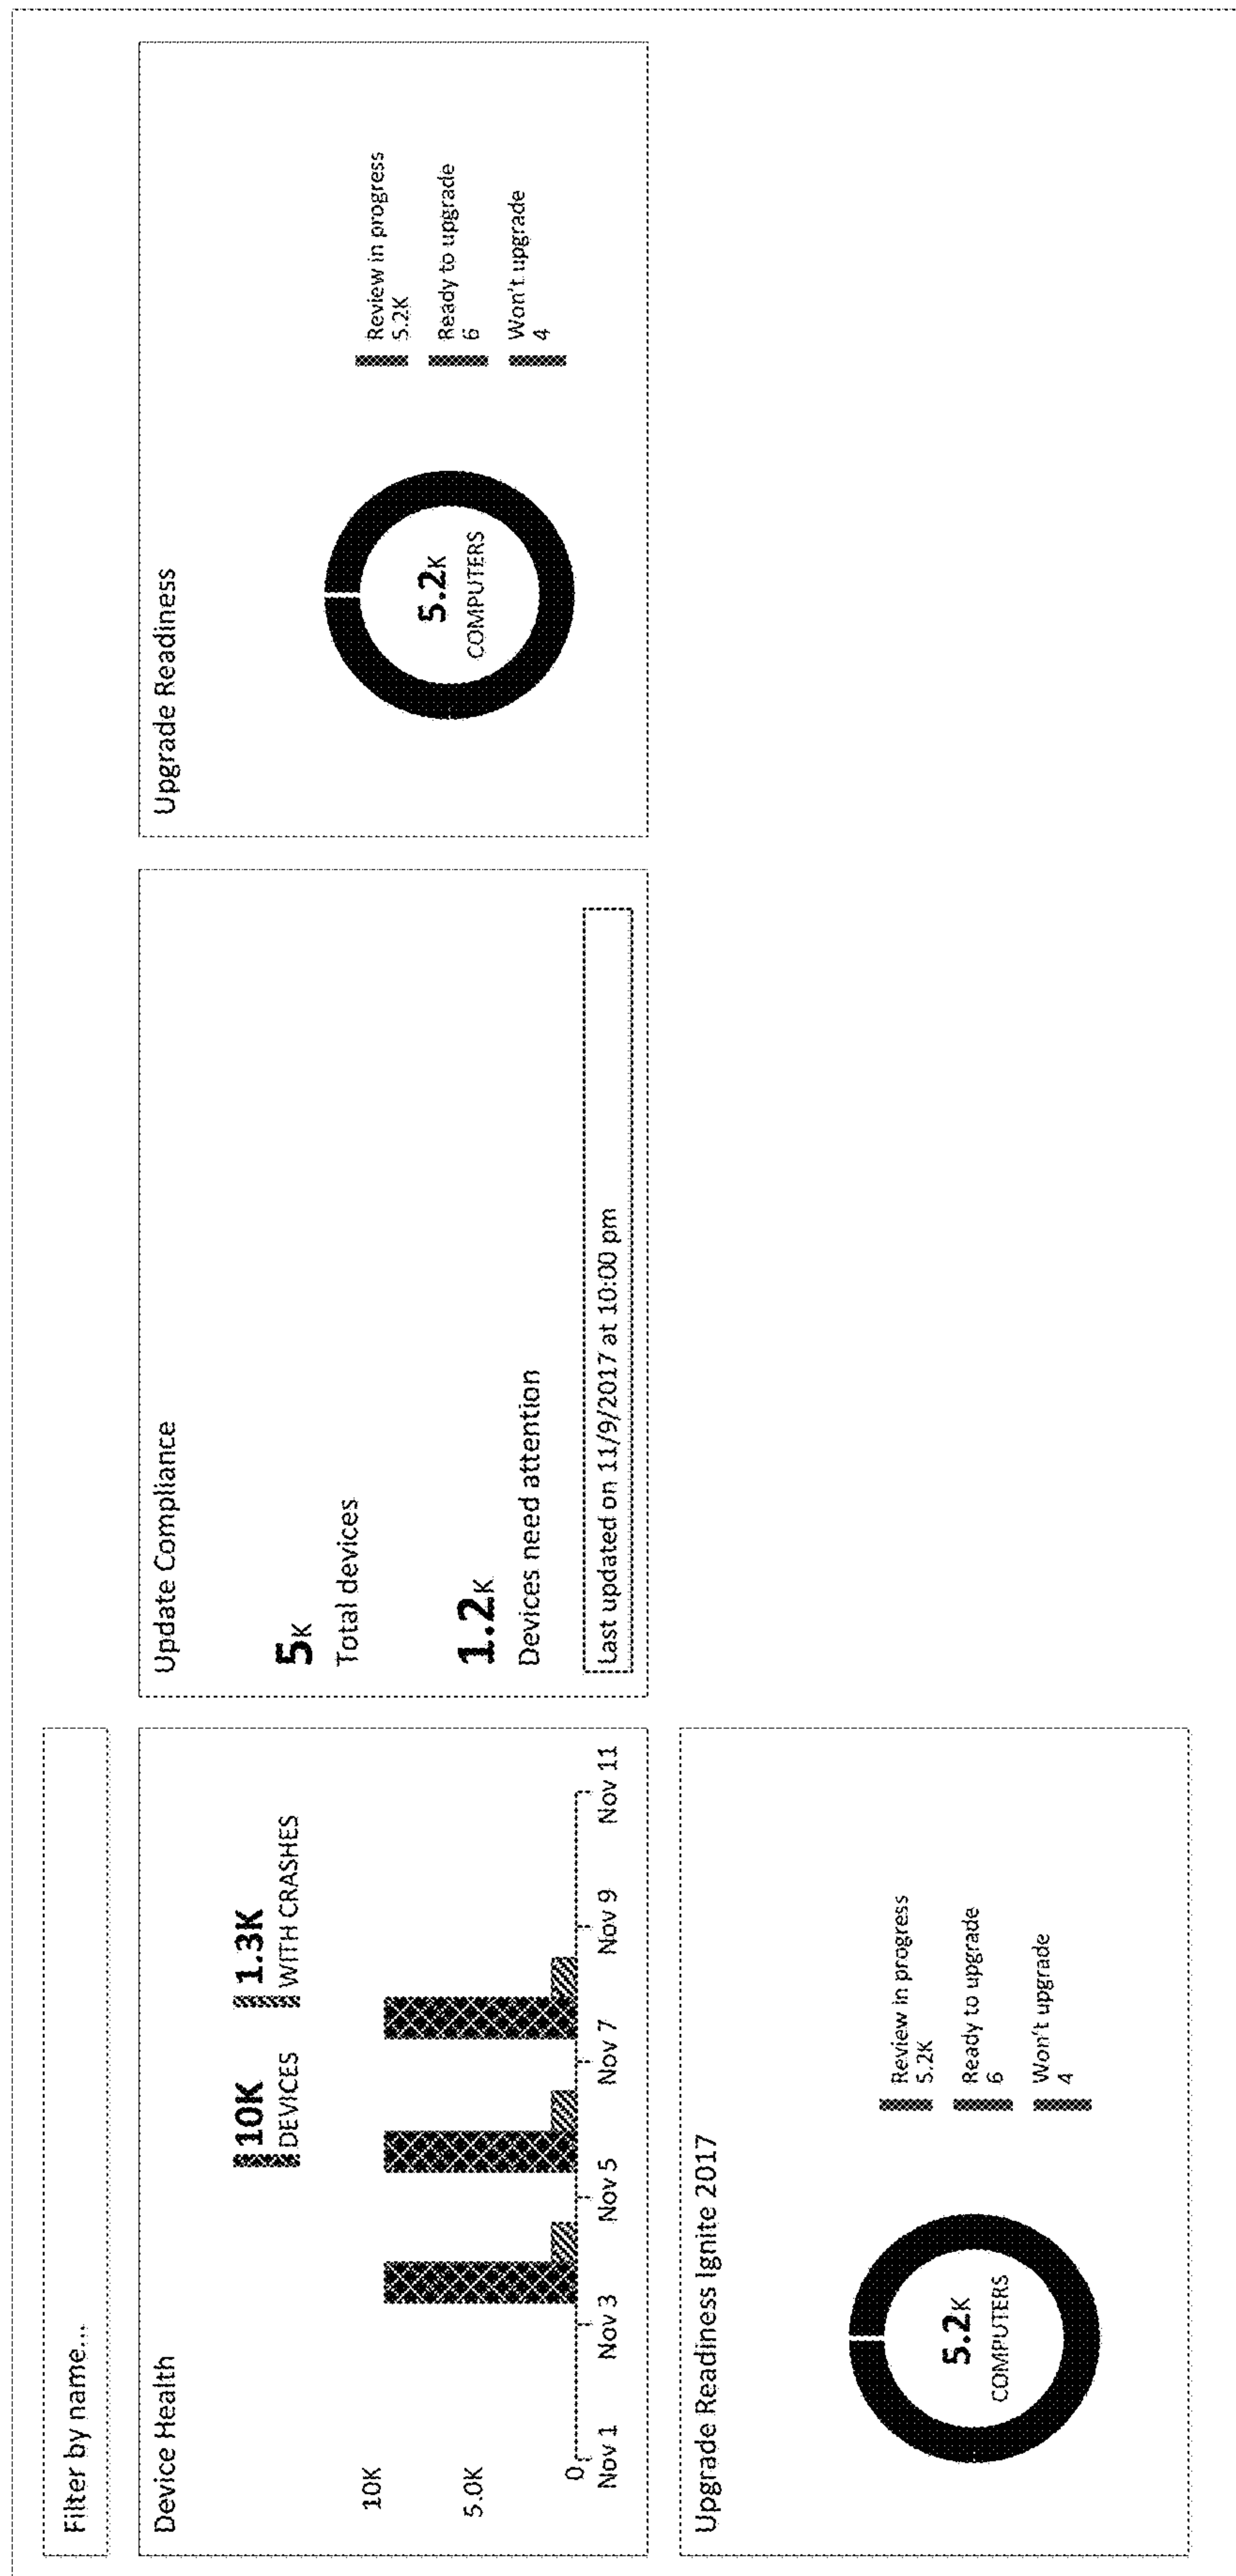 Filter by name...
Device Health
10K
DEVICES
1.3K
WITH CRASHES
10K
5.0K
0
Nov 1
Nov 3
Nov 5
Nov 7
Nov 9
Nov 11
Update Compliance
5K
Total devices
1.2K
Devices need attention
Last updated on 11/9/2017 at 10:00 pm
Upgrade Readiness
5.2K
COMPUTERS
Review in progress
5.2K
Ready to upgrade
6
Won't upgrade
4
Upgrade Readiness Ignite 2017
5.2K
COMPUTERS
Review in progress
5.2K
Ready to upgrade
6
Won't upgrade
4